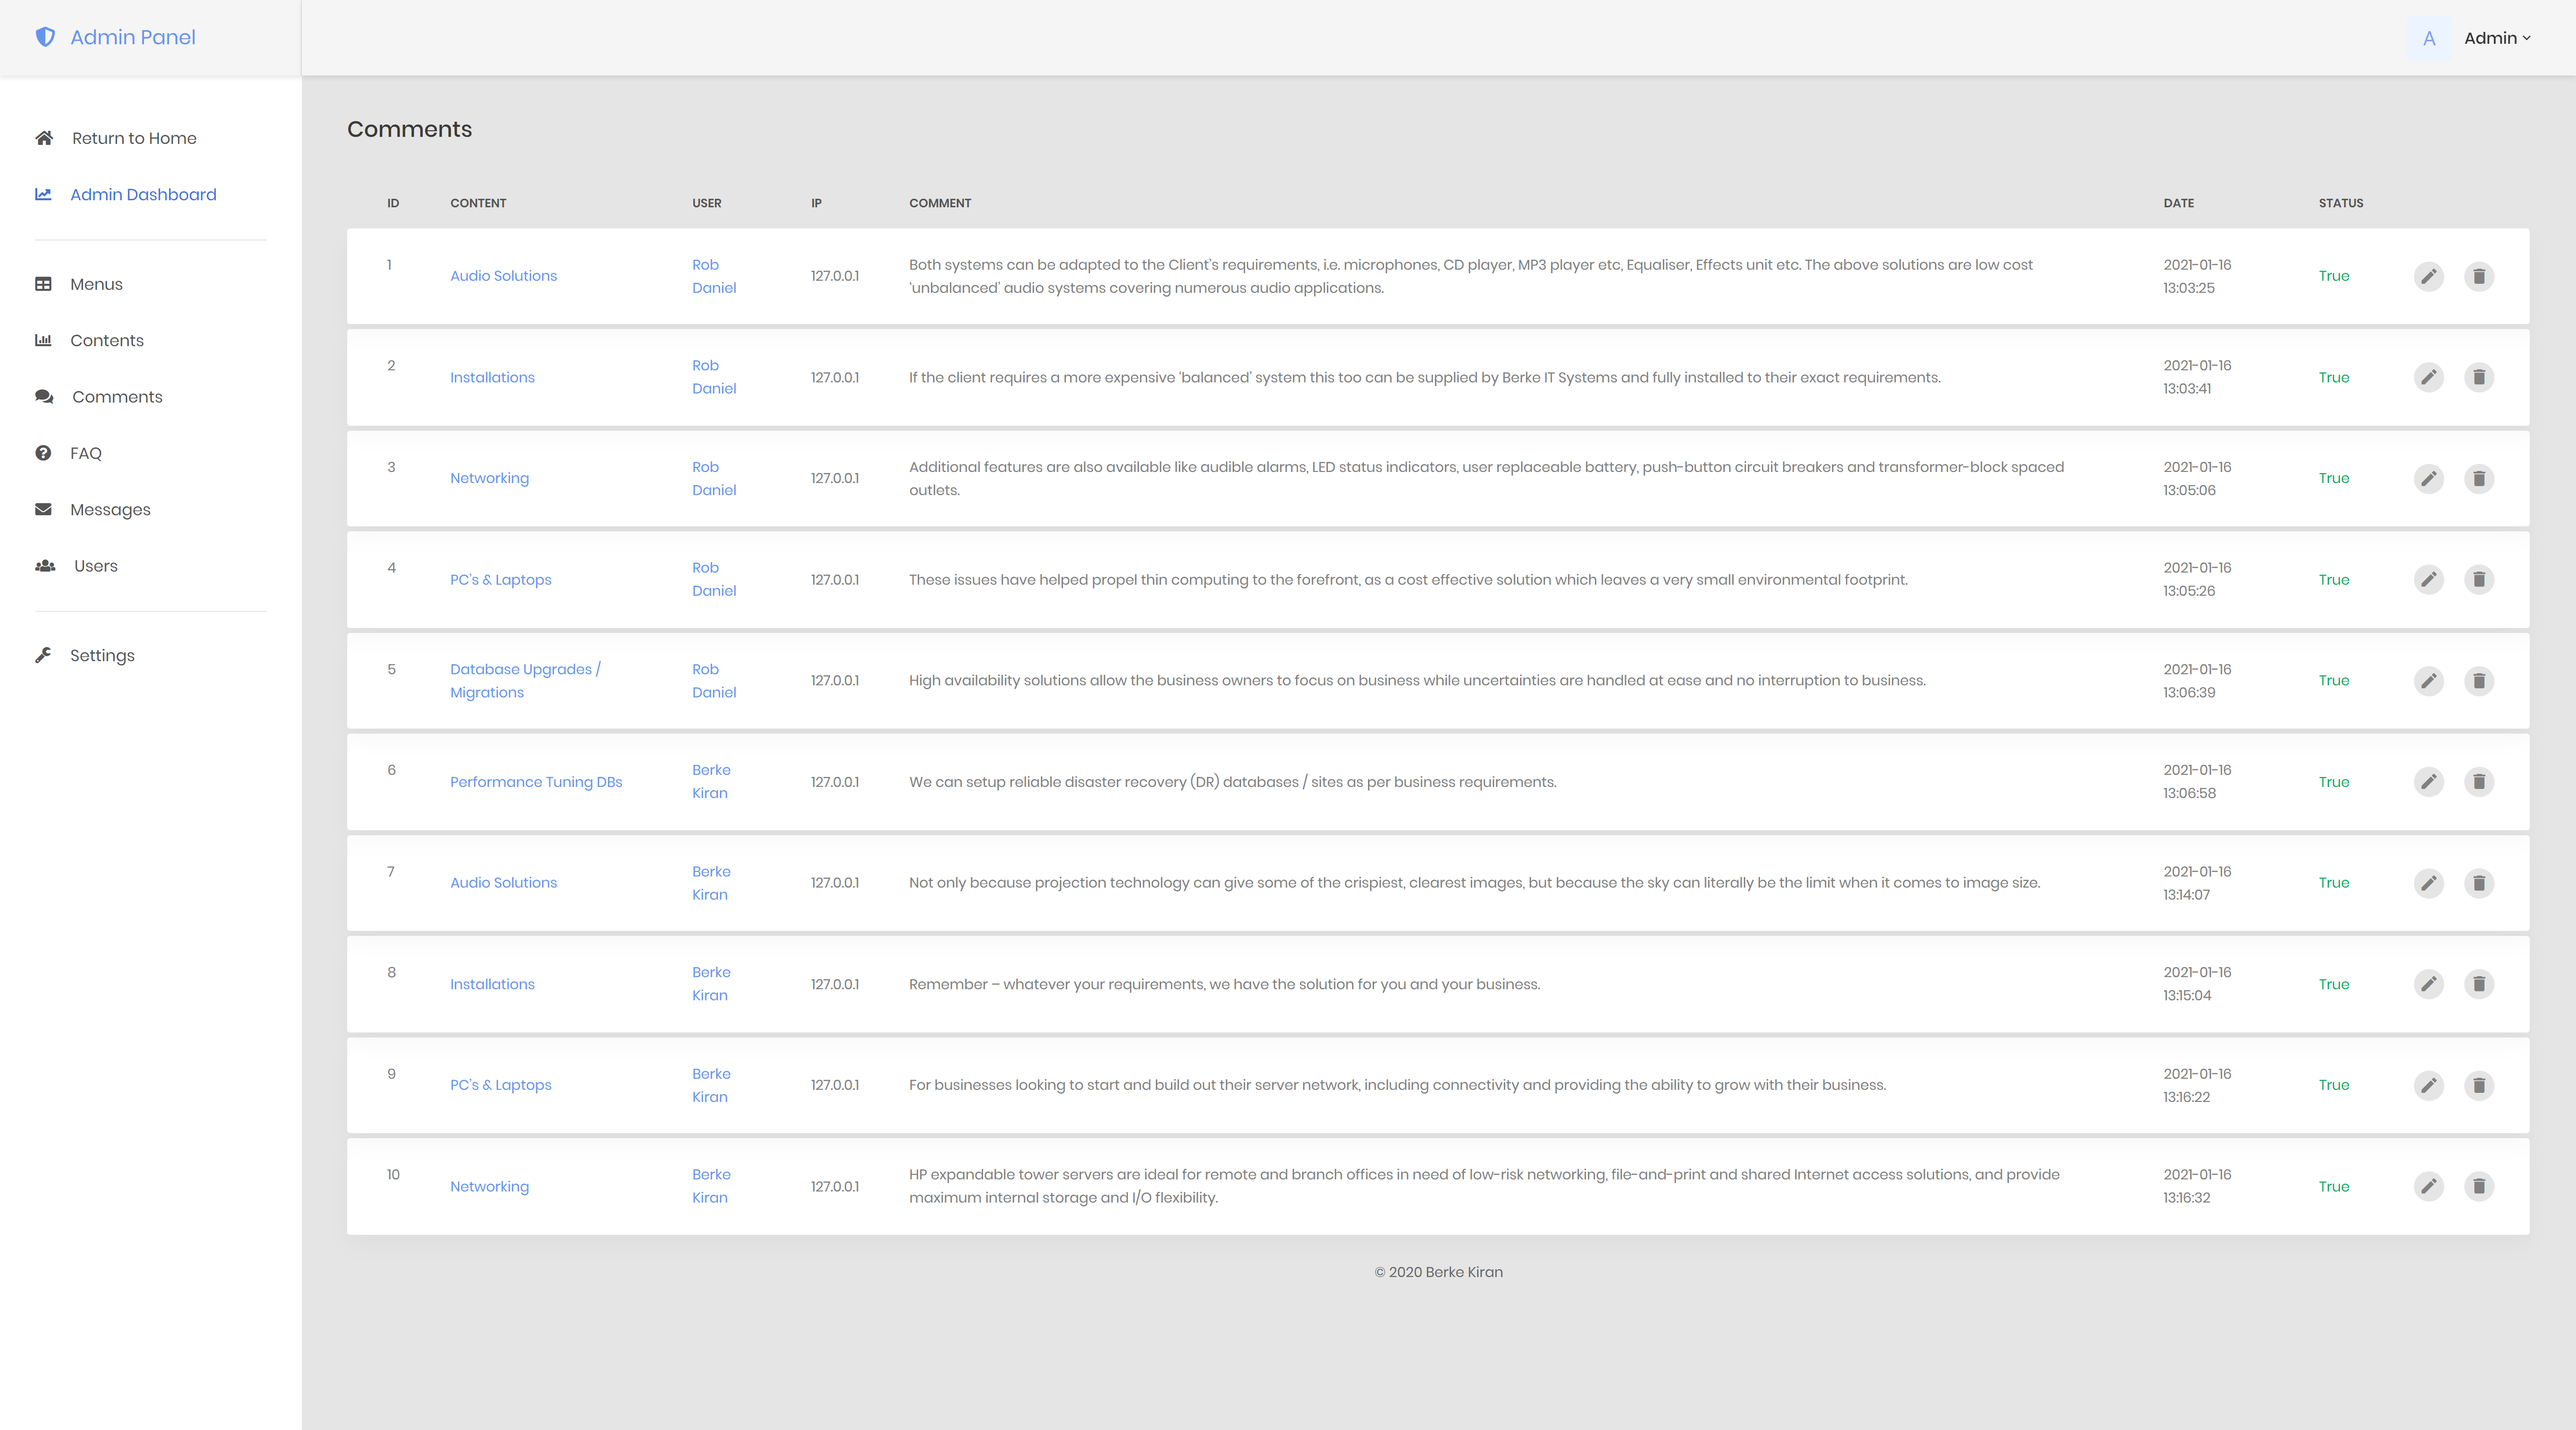 Admin Panel
A Admin
Return to Home
Admin Dashboard
Menus
Contents
Comments
FAQ
Messages
Users
Settings
Comments
ID CONTENT USER IP COMMENT DATE STATUS
1 Audio Solutions Rob Daniel 127.0.0.1 Both systems can be adapted to the Client's requirements, i.e. microphones, CD player, MP3 player etc, Equaliser, Effects unit etc. The above solutions are low cost
'unbalanced' audio systems covering numerous audio applications. 2021-01-16 13:03:25 True
2 Installations Rob Daniel 127.0.0.1 If the client requires a more expensive 'balanced' system this too can be supplied by Berke IT Systems and fully installed to their exact requirements. 2021-01-16 13:03:41 True
3 Networking Rob Daniel 127.0.0.1 Additional features are also available like audible alarms, LED status indicators, user replaceable battery, push-button circuit breakers and transformer-block spaced
outlets. 2021-01-16 13:05:06 True
4 PC's & Laptops Rob Daniel 127.0.0.1 These issues have helped propel thin computing to the forefront, as a cost effective solution which leaves a very small environmental footprint. 2021-01-16 13:05:26 True
5 Database Upgrades / Migrations Rob Daniel 127.0.0.1 High availability solutions allow the business owners to focus on business while uncertainties are handled at ease and no interruption to business. 2021-01-16 13:06:39 True
6 Performance Tuning DBs Berke Kiran 127.0.0.1 We can setup reliable disaster recovery (DR) databases / sites as per business requirements. 2021-01-16 13:06:58 True
7 Audio Solutions Berke Kiran 127.0.0.1 Not only because projection technology can give some of the crispiest, clearest images, but because the sky can literally be the limit when it comes to image size. 2021-01-16 13:14:07 True
8 Installations Berke Kiran 127.0.0.1 Remember – whatever your requirements, we have the solution for you and your business. 2021-01-16 13:15:04 True
9 PC's & Laptops Berke Kiran 127.0.0.1 For businesses looking to start and build out their server network, including connectivity and providing the ability to grow with their business. 2021-01-16 13:16:22 True
10 Networking Berke Kiran 127.0.0.1 HP expandable tower servers are ideal for remote and branch offices in need of low-risk networking, file-and-print and shared Internet access solutions, and provide
maximum internal storage and I/O flexibility. 2021-01-16 13:16:32 True
© 2020 Berke Kiran